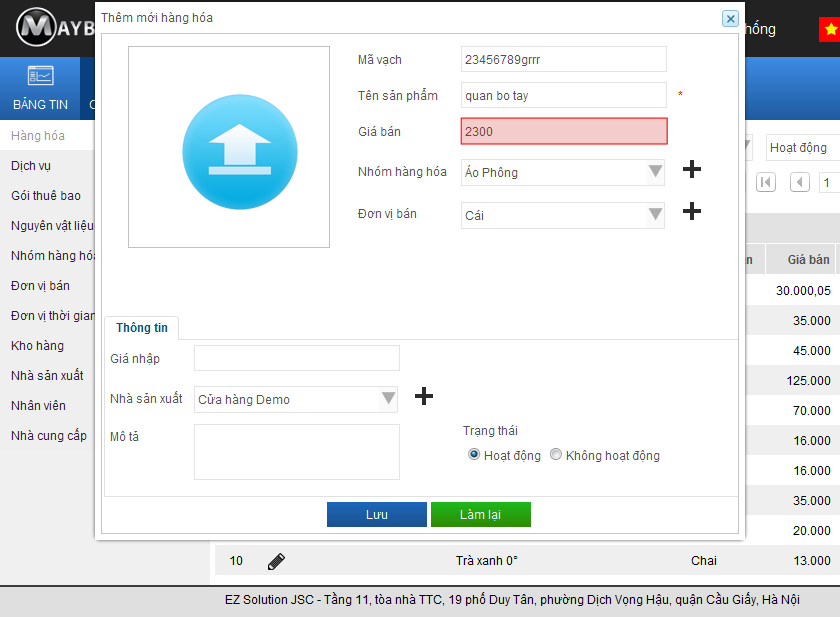 MAYB
Thêm mới hàng hóa
hống
BẢNG TIN
Hàng hóa
Dịch vụ
Gói thuê bao
Nguyên vật liệu
Nhóm hàng hóa
Đơn vị bán
Đơn vị thời gian
Kho hàng
Nhà sản xuất
Nhân viên
Nhà cung cấp
Mã vạch 23456789grrr
Tên sản phẩm quan bo tay *
Giá bán 2300
Nhóm hàng hóa Áo Phông
Đơn vị bán Cái
Thông tin
Giá nhập
Nhà sản xuất Cửa hàng Demo
Mô tả
Trạng thái
Hoạt động Không hoạt động
Lưu Làm lại
Hoạt động
1
n Giá bán
30.000,05
35.000
45.000
125.000
70.000
16.000
16.000
35.000
20.000
10 Trà xanh 0° Chai 13.000
EZ Solution JSC - Tầng 11, tòa nhà TTC, 19 phố Duy Tân, phường Dịch Vọng Hậu, quận Cầu Giấy, Hà Nội